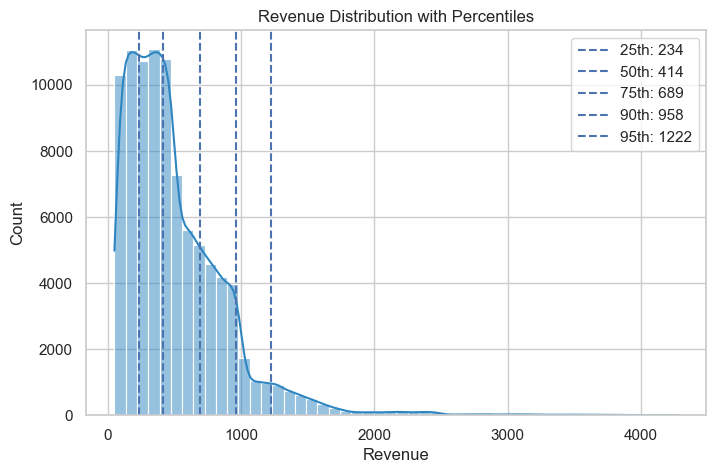 Revenue Distribution with Percentiles
25th: 234
50th: 414
75th: 689
90th: 958
95th: 1222
10000
8000
6000
4000
2000
0
Count
0 1000 2000 3000 4000
Revenue